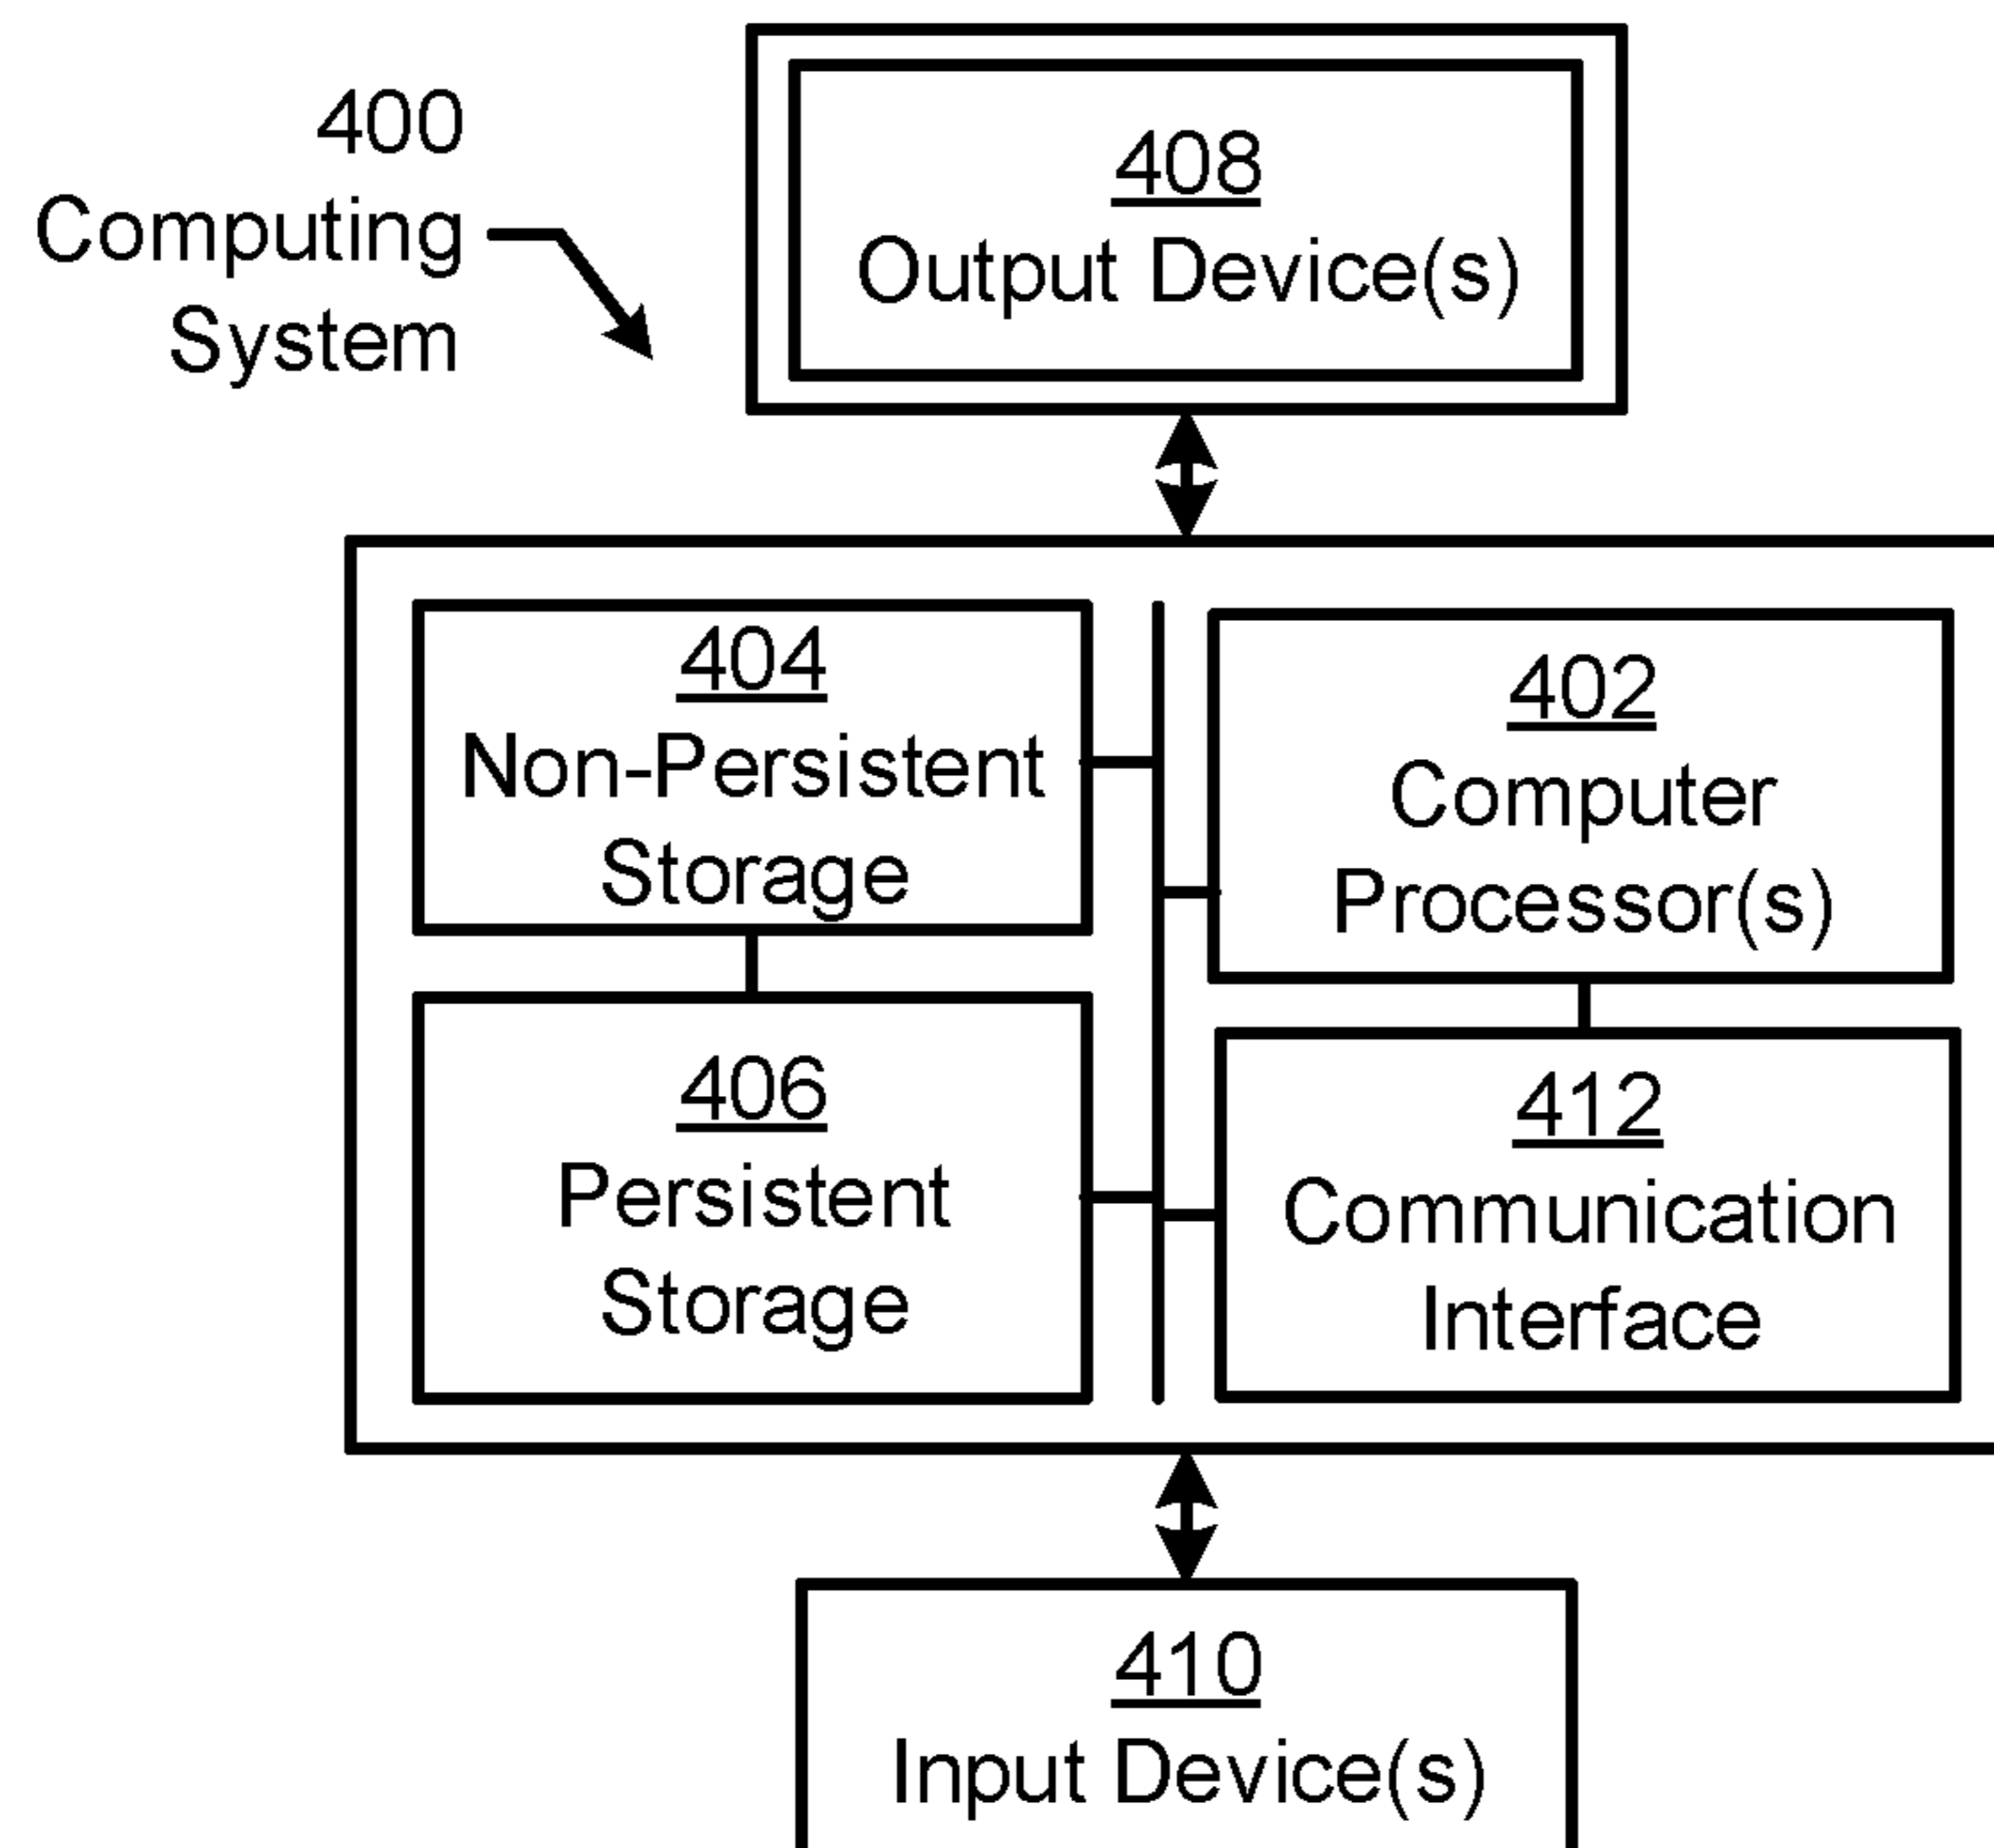 400
Computing
System
408
Output Device(s)
404
Non-Persistent
Storage
402
Computer
Processor(s)
406
Persistent
Storage
412
Communication
Interface
410
Input Device(s)